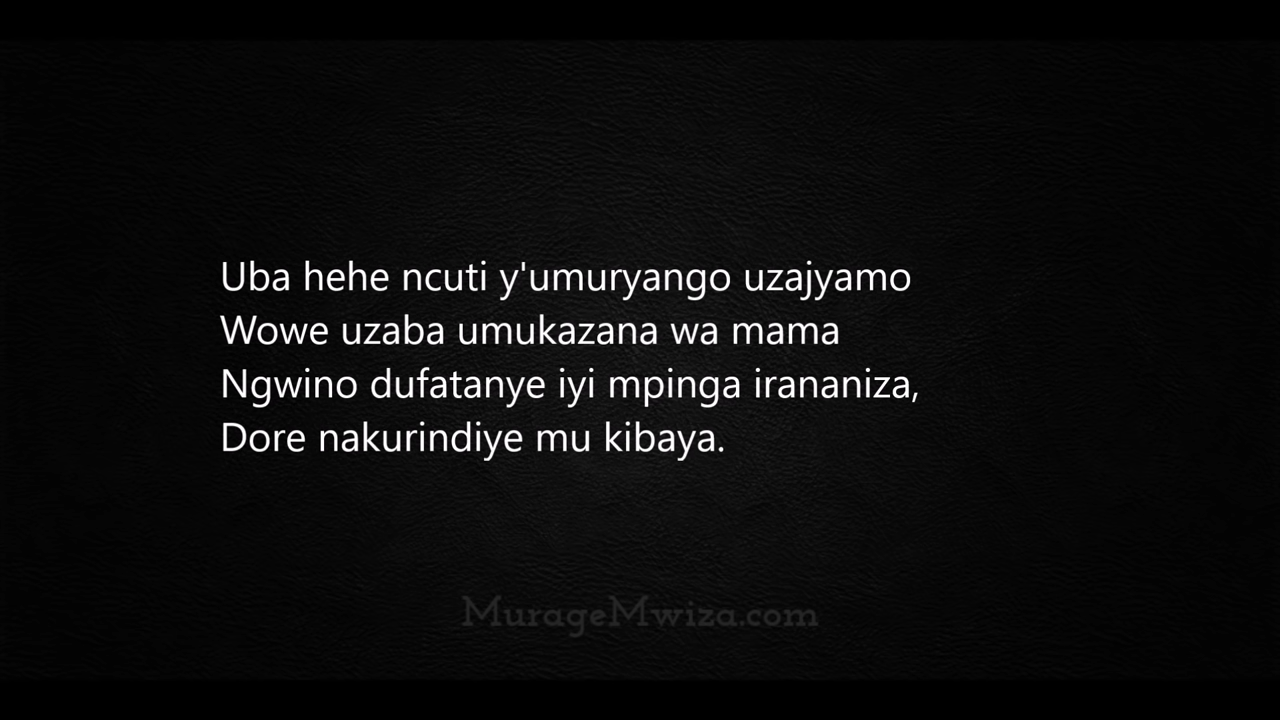 Uba hehe ncuti y'umuryango uzajyamo
Wowe uzaba umukazana wa mama
Ngwino dufatanye iyi mpinga irananiza,
Dore nakurindiye mu kibaya.
MurageMwiza.com